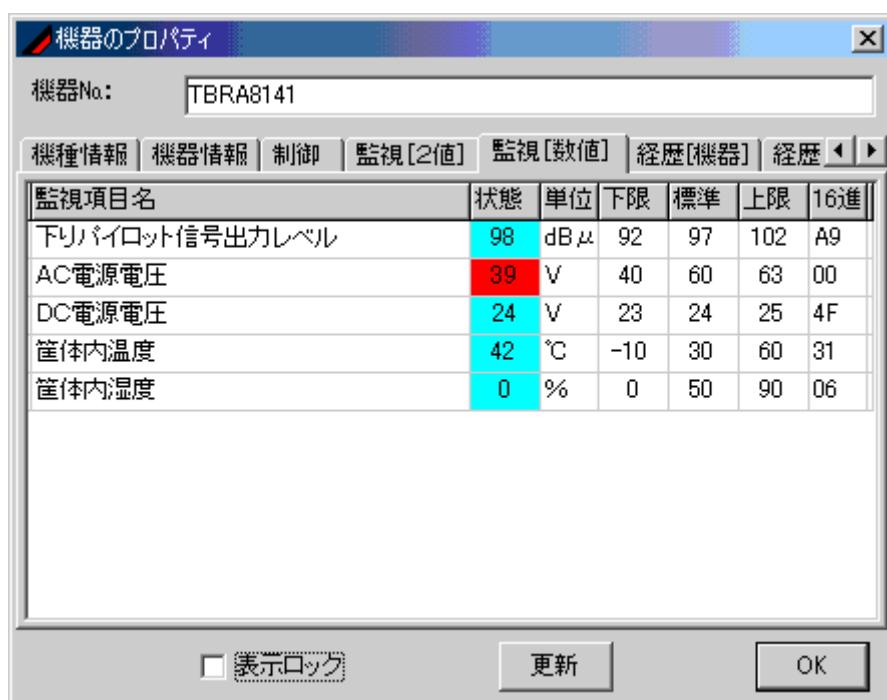 機器のプロパティ
機器No.: TBRA8141
機種情報 機器情報 制御 監視[2値] 監視[数値] 経歴[機器] 経歴
監視項目名 状態 単位 下限 標準 上限 16進
下りパイロット信号出力レベル 98 dBμ 92 97 102 A9
AC電源電圧 39 V 40 60 63 00
DC電源電圧 24 V 23 24 25 4F
筐体内温度 42 ℃ -10 30 60 31
筐体内湿度 0 % 0 50 90 06
表示ロック 更新 OK